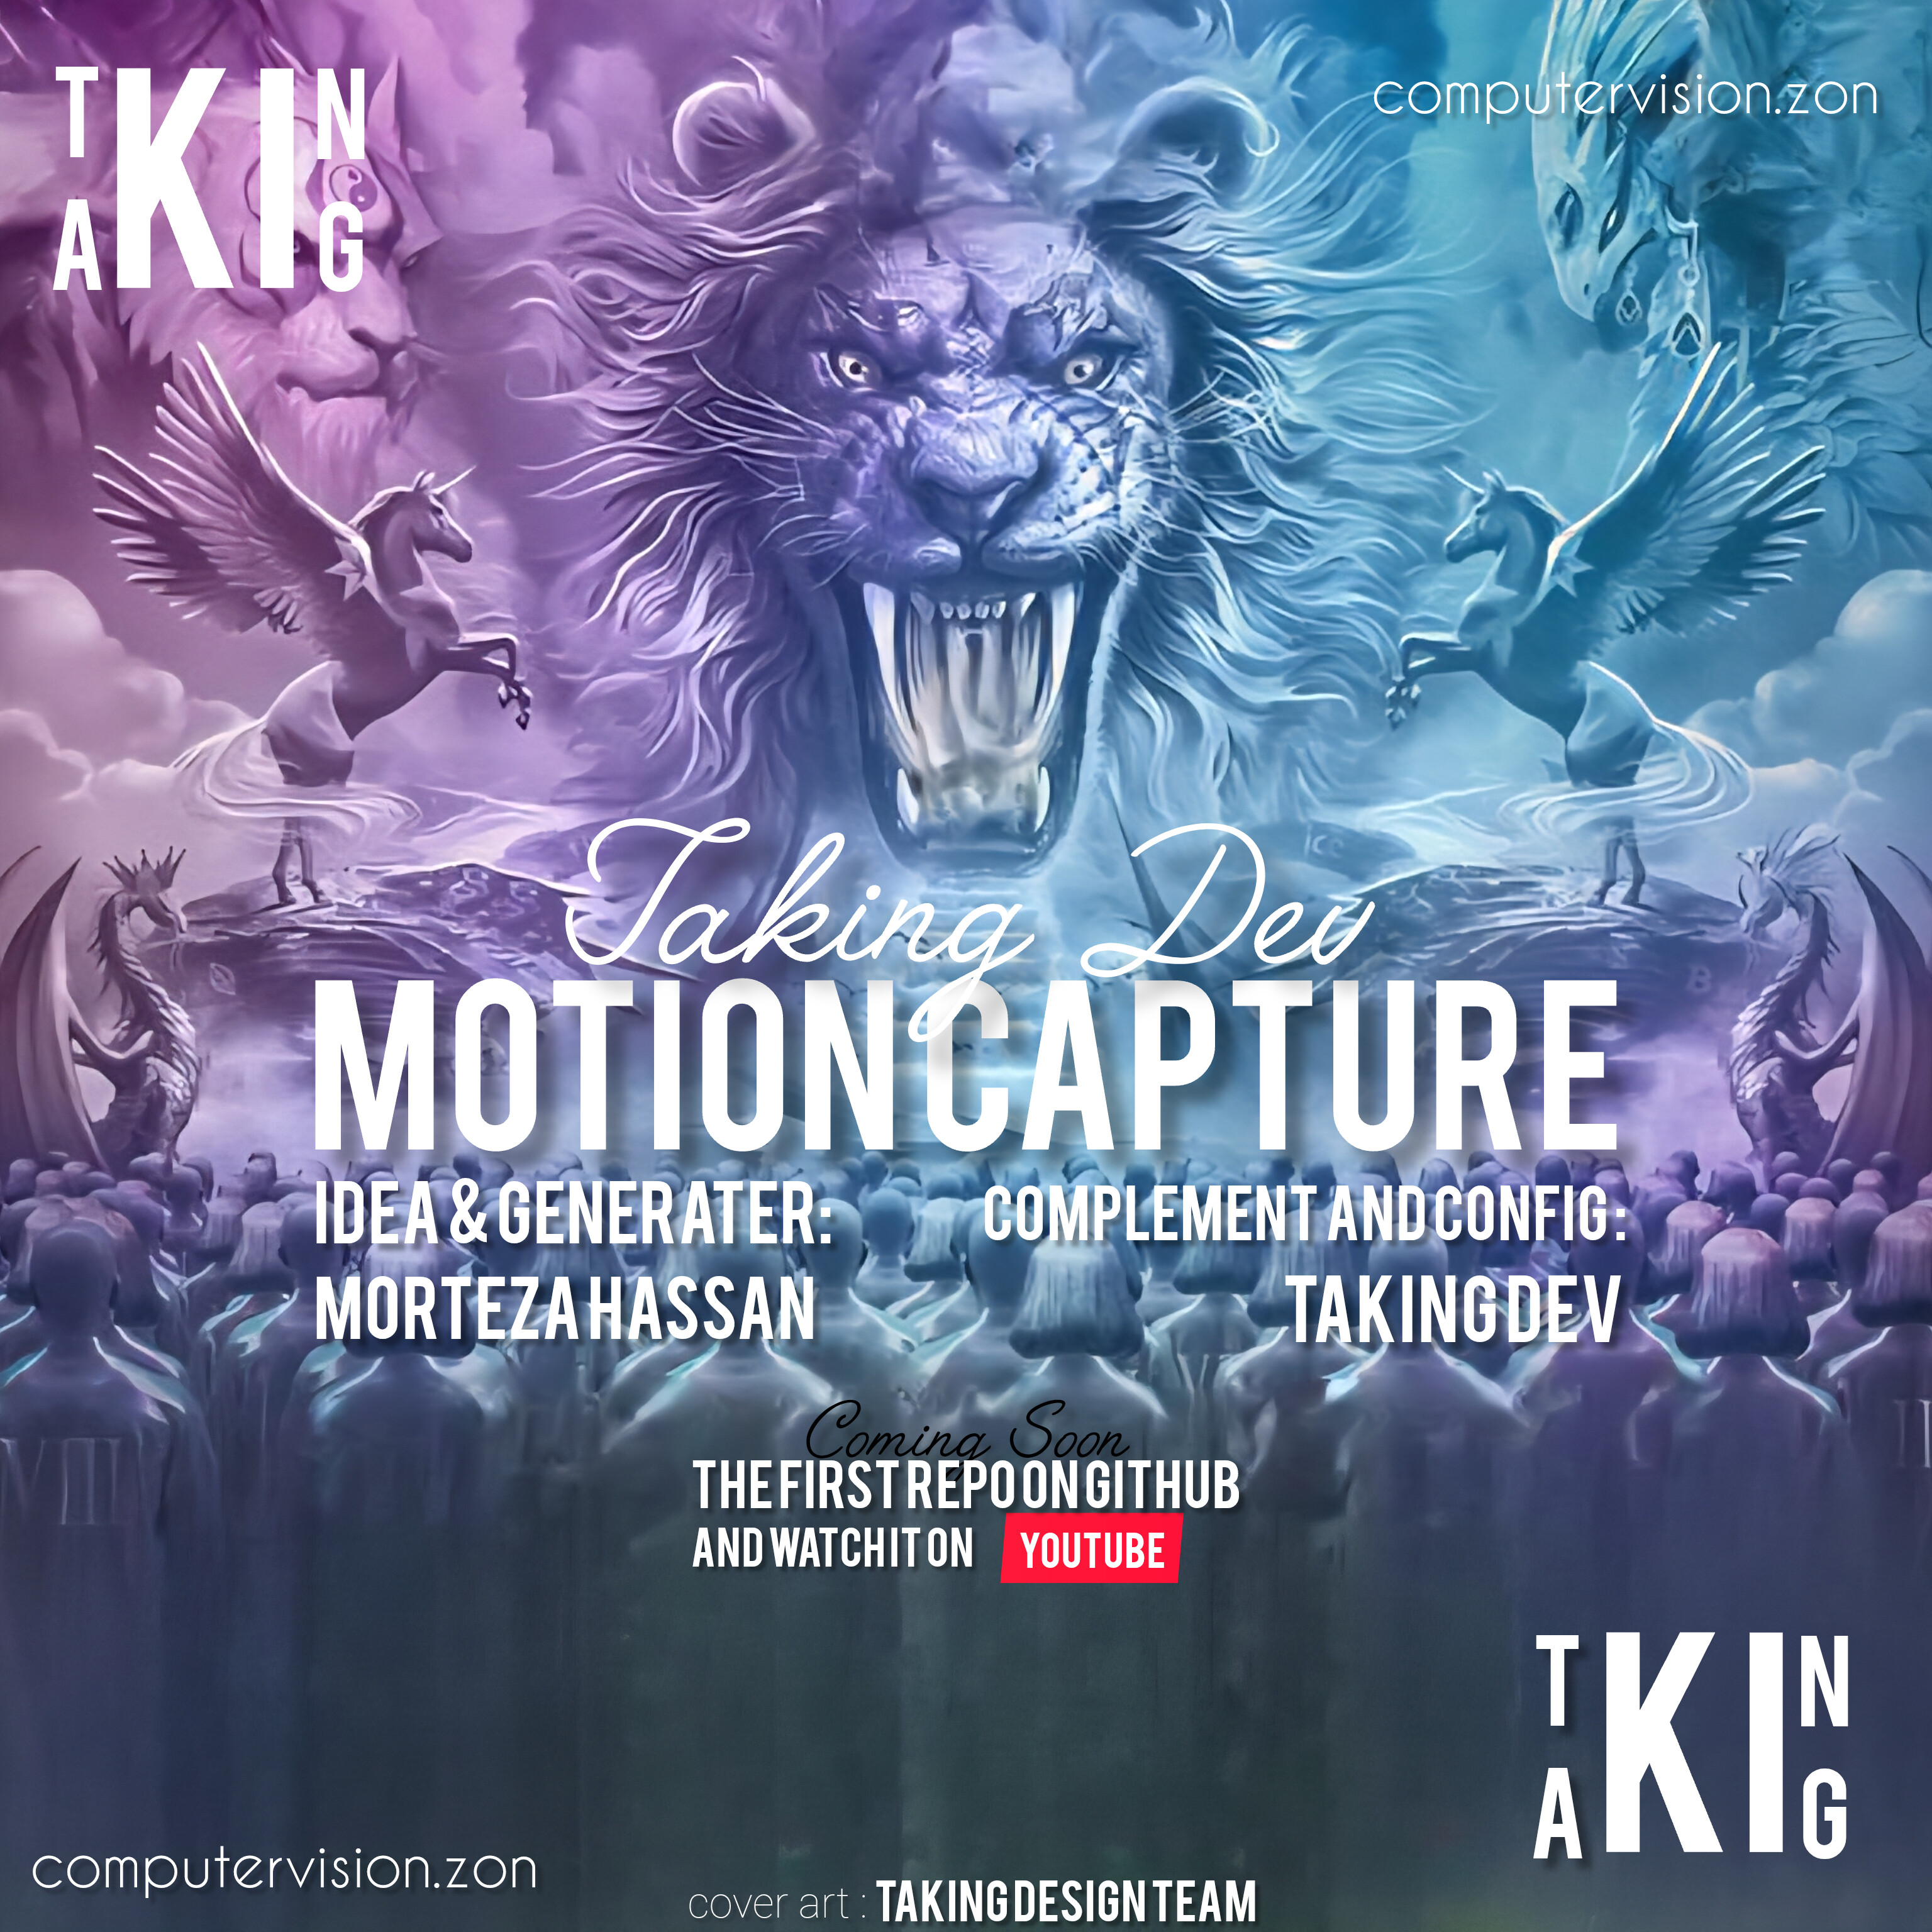 TAKING
computervision.zon
Taking Dev
MOTION CAPTURE
IDEA & GENERATER:
MORTEZA HASSAN
COMPLEMENT AND CONFIG :
TAKING DEV
Coming Soon
THE FIRST REPO ON GITHUB
AND WATCH IT ON YOUTUBE
TAKING
computervision.zon
cover art : TAKING DESIGN TEAM